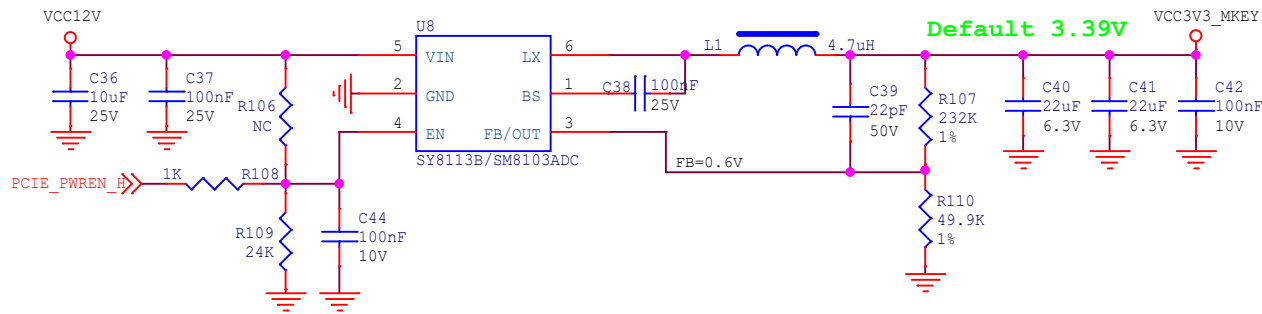 VCC12V
U8
Default 3.39V
VCC3V3_MKEY
5
VIN
LX
6
L1
4.7uH
C36
10uF
25V
C37
100nF
25V
R106
NC
2
GND
BS
1
C38
100nF
25V
4
EN
FB/OUT
3
SY8113B/SM8103ADC
C39
22pF
50V
R107
232K
1%
C40
22uF
6.3V
C41
22uF
6.3V
C42
100nF
10V
FB=0.6V
PCIE_PWREN_H
1K
R108
R109
24K
C44
100nF
10V
R110
49.9K
1%